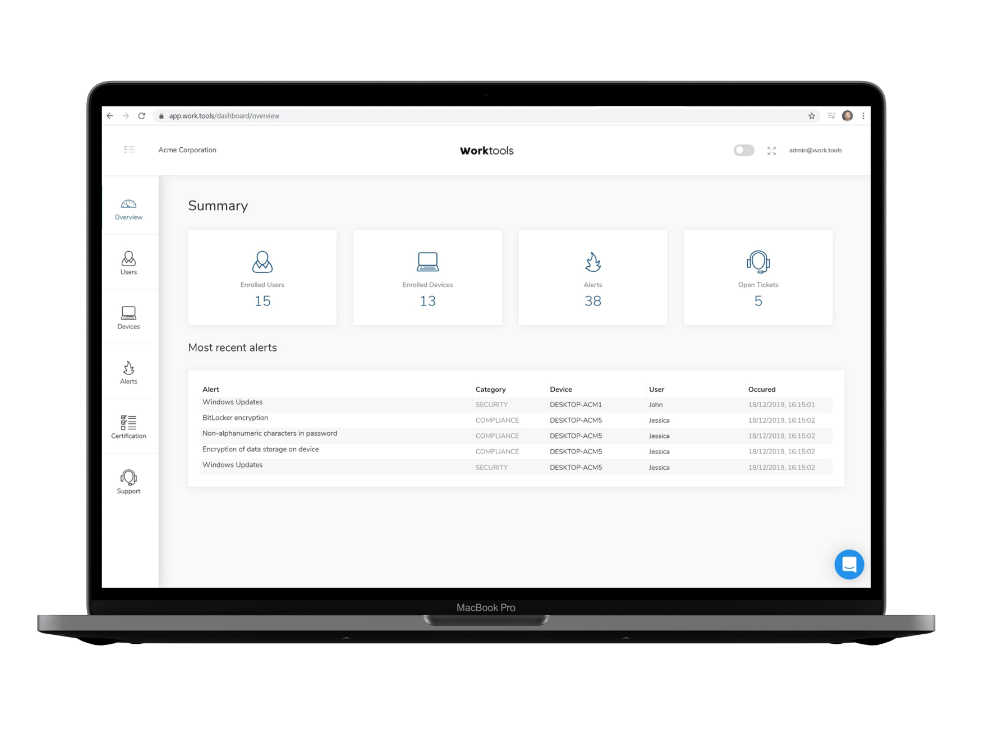 app.work.tools/dashboard/overview
Acme Corporation
Worktools
admin@work.tools
Overview
Users
Devices
Alerts
Certification
Support
Summary
Enrolled Users
15
Enrolled Devices
13
Alerts
38
Open Tickets
5
Most recent alerts
Alert Category Device User Occured
Windows Updates SECURITY DESKTOP-ACM1 John 18/12/2019, 16:15:01
BitLocker encryption COMPLIANCE DESKTOP-ACM5 Jessica 18/12/2019, 16:15:02
Non-alphanumeric characters in password COMPLIANCE DESKTOP-ACM5 Jessica 18/12/2019, 16:15:02
Encryption of data storage on device COMPLIANCE DESKTOP-ACM5 Jessica 18/12/2019, 16:15:02
Windows Updates SECURITY DESKTOP-ACM5 Jessica 18/12/2019, 16:15:02
MacBook Pro